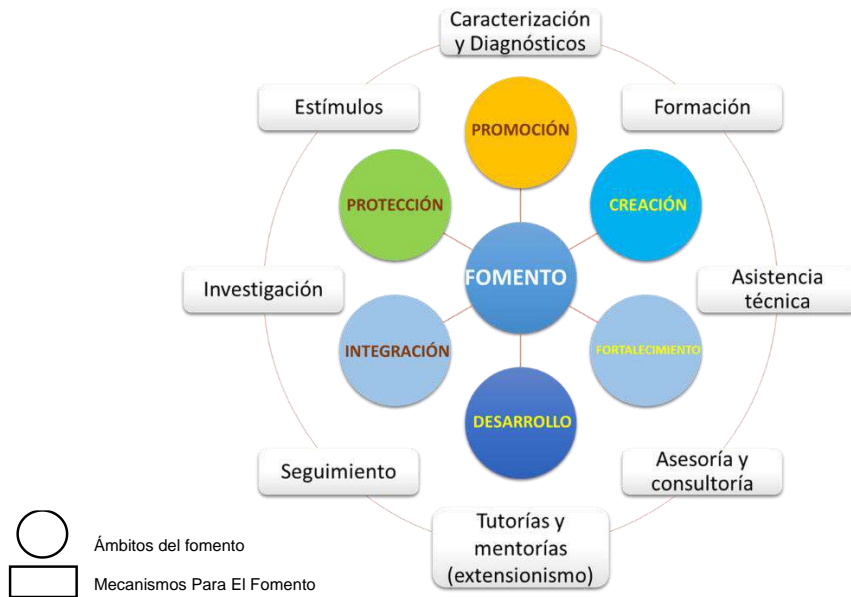 Caracterización
y Diagnósticos
Estímulos
Formación
PROMOCIÓN
PROTECCIÓN
CREACIÓN
FOMENTO
Investigación
Asistencia
técnica
INTEGRACIÓN
FORTALECIMIENTO
DESARROLLO
Seguimiento
Asesoría y
consultoría
Tutorías y
mentorías
(extensionismo)
Ámbitos del fomento
Mecanismos Para El Fomento